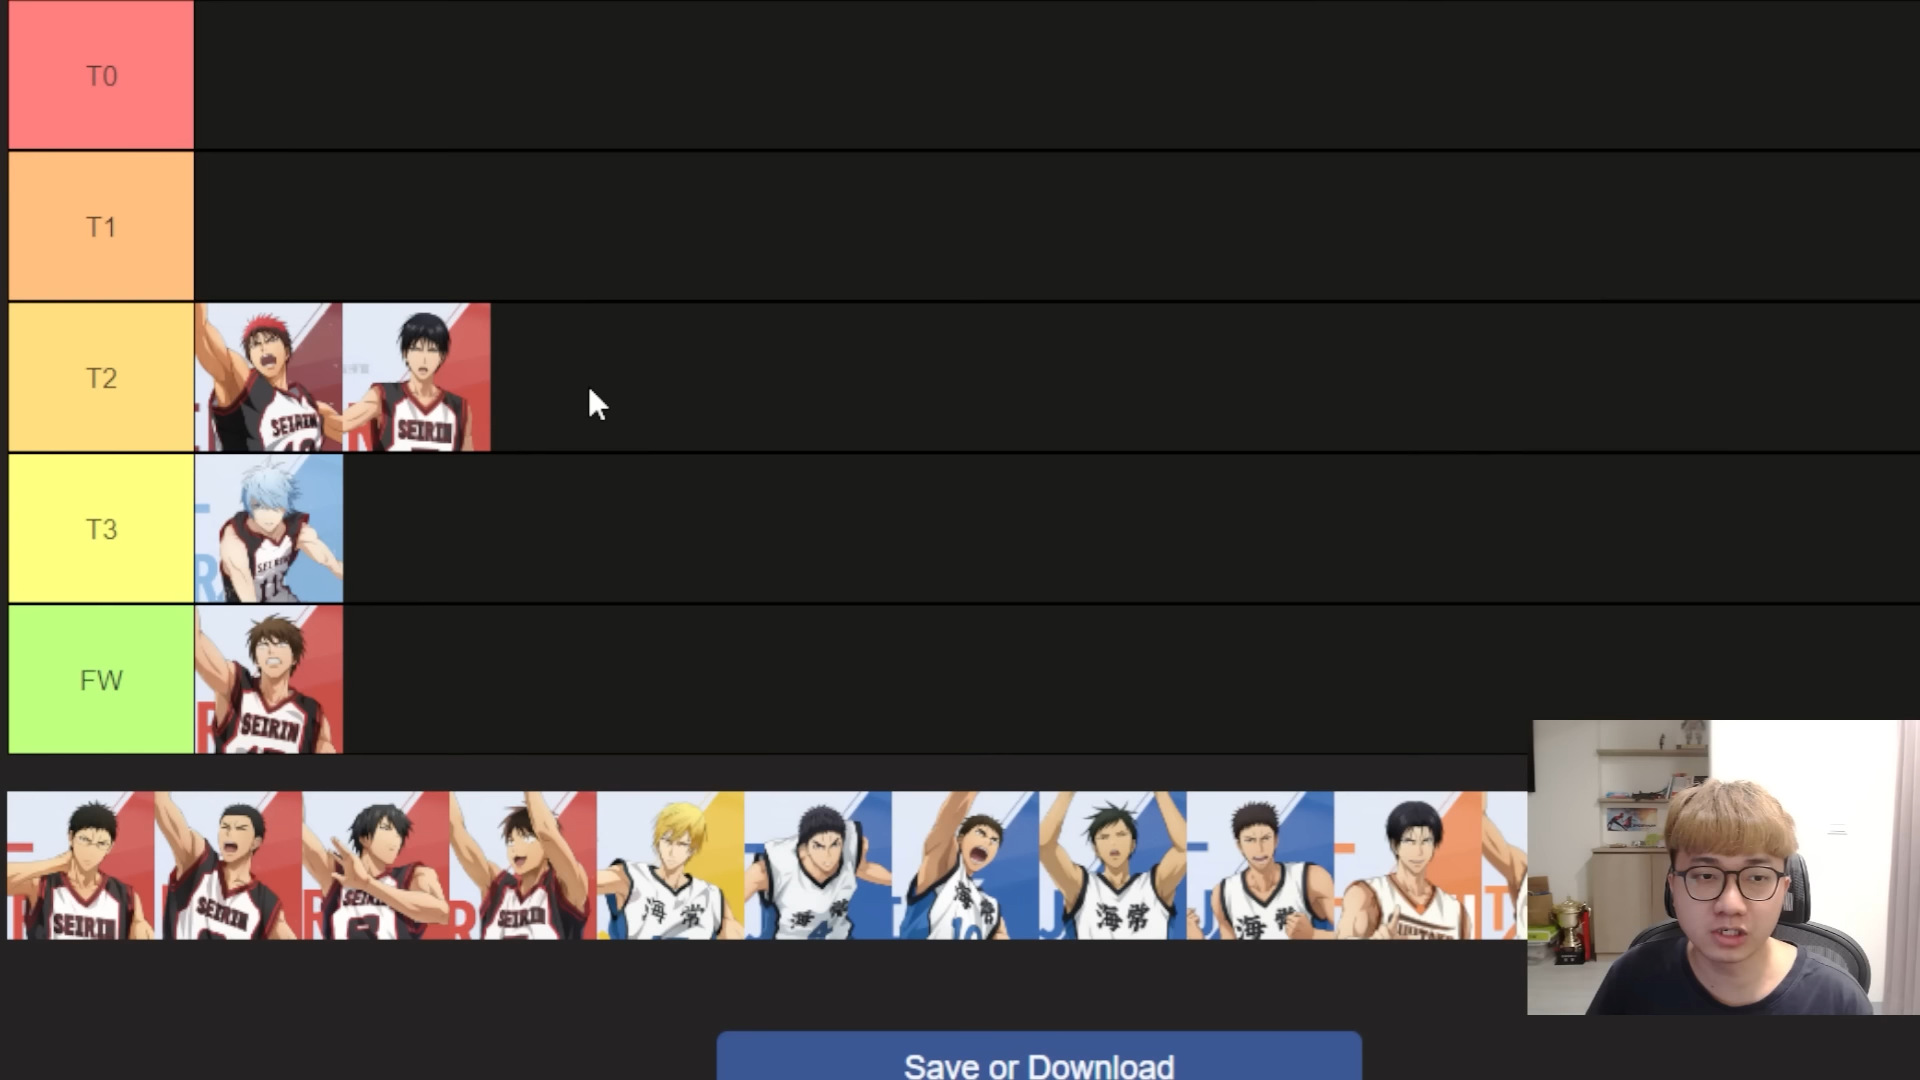 T0
T1
T2
SEIRIN
SEIRIN
T3
SEIRIN
11
FW
SEIRIN
SEIRIN
SEIRIN
SEIRIN
海常
海常
海常
海常
海常
Save or Download